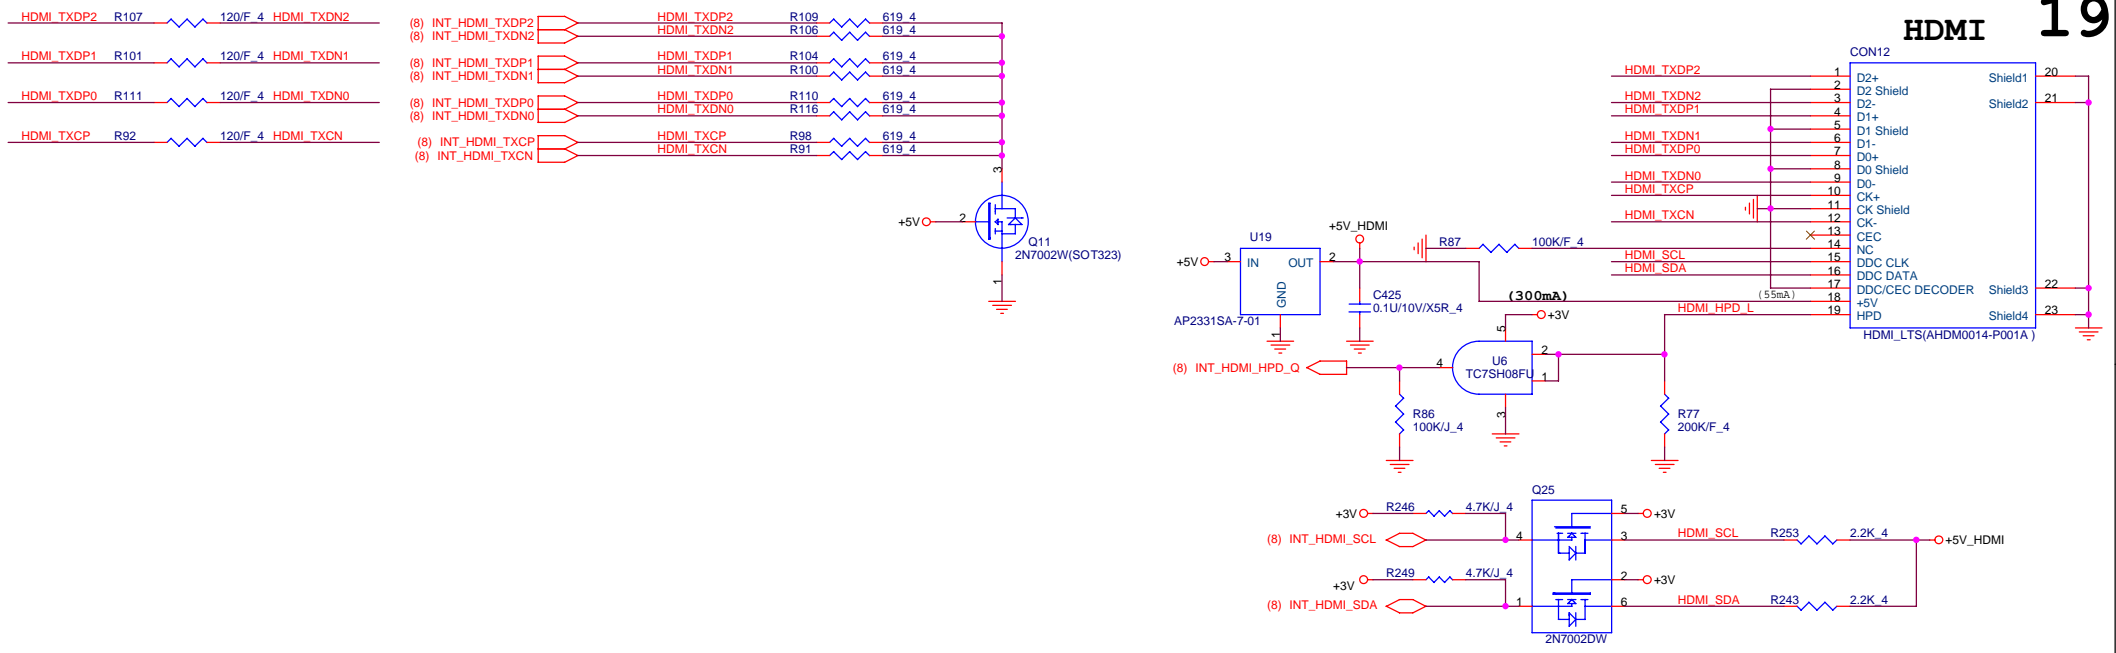 19
HDMI
HDMI_TXDP2 R107 120/F_4 HDMI_TXDN2
HDMI_TXDP1 R101 120/F_4 HDMI_TXDN1
HDMI_TXDP0 R111 120/F_4 HDMI_TXDN0
HDMI_TXCP R92 120/F_4 HDMI_TXCN
(8) INT_HDMI_TXDP2 HDMI_TXDP2 R109 619_4
(8) INT_HDMI_TXDN2 HDMI_TXDN2 R106 619_4
(8) INT_HDMI_TXDP1 HDMI_TXDP1 R104 619_4
(8) INT_HDMI_TXDN1 HDMI_TXDN1 R100 619_4
(8) INT_HDMI_TXDP0 HDMI_TXDP0 R110 619_4
(8) INT_HDMI_TXDN0 HDMI_TXDN0 R116 619_4
(8) INT_HDMI_TXCP HDMI_TXCP R98 619_4
(8) INT_HDMI_TXCN HDMI_TXCN R91 619_4
3
+5V 2
Q11
2N7002W(SOT323)
1
CON12
HDMI_TXDP2 1 D2+ Shield1 20
2 D2 Shield
HDMI_TXDN2 3 D2- Shield2 21
HDMI_TXDP1 4 D1+
5 D1 Shield
HDMI_TXDN1 6 D1-
HDMI_TXDP0 7 D0+
8 D0 Shield
HDMI_TXDN0 9 D0-
HDMI_TXCP 10 CK+
11 CK Shield
HDMI_TXCN 12 CK-
13 CEC
R87 100K/F_4 14 NC
HDMI_SCL 15 DDC CLK
HDMI_SDA 16 DDC DATA
17 DDC/CEC DECODER Shield3 22
(300mA) (55mA) 18 +5V
HDMI_HPD_L 19 HPD Shield4 23
HDMI_LTS(AHDM0014-P001A )
U19 +5V_HDMI
+5V 3 IN OUT 2
GND
1
AP2331SA-7-01
C425
0.1U/10V/X5R_4
+3V
5
(8) INT_HDMI_HPD_Q 4 U6 2
TC7SH08FU 1
3
R86
100K/J_4
R77
200K/F_4
Q25
+3V R246 4.7K/J_4 5 +3V
(8) INT_HDMI_SCL 4 3 HDMI_SCL R253 2.2K_4 +5V_HDMI
+3V R249 4.7K/J_4 2 +3V
(8) INT_HDMI_SDA 1 6 HDMI_SDA R243 2.2K_4
2N7002DW